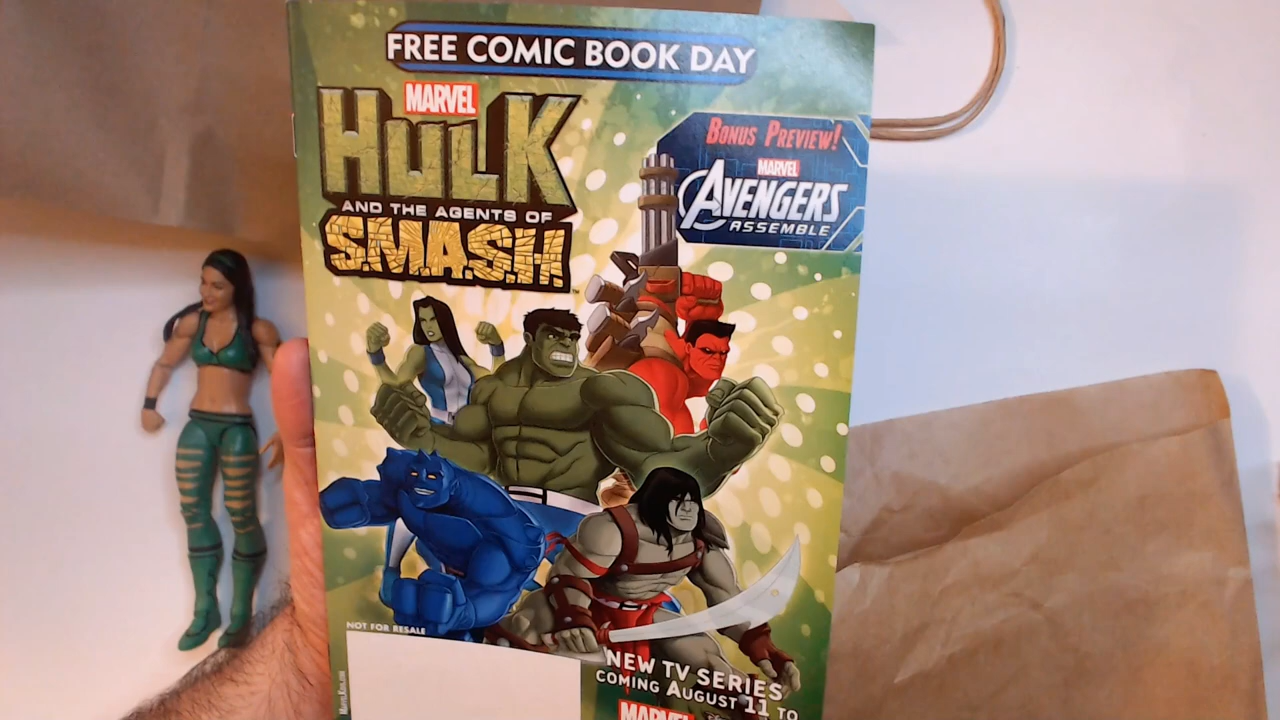 FREE COMIC BOOK DAY
MARVEL
HULK
AND THE AGENTS OF
S.M.A.S.H.
™
BONUS PREVIEW!
MARVEL
AVENGERS
ASSEMBLE
NOT FOR RESALE
NEW TV SERIES
COMING AUGUST 11 TO
MARVEL